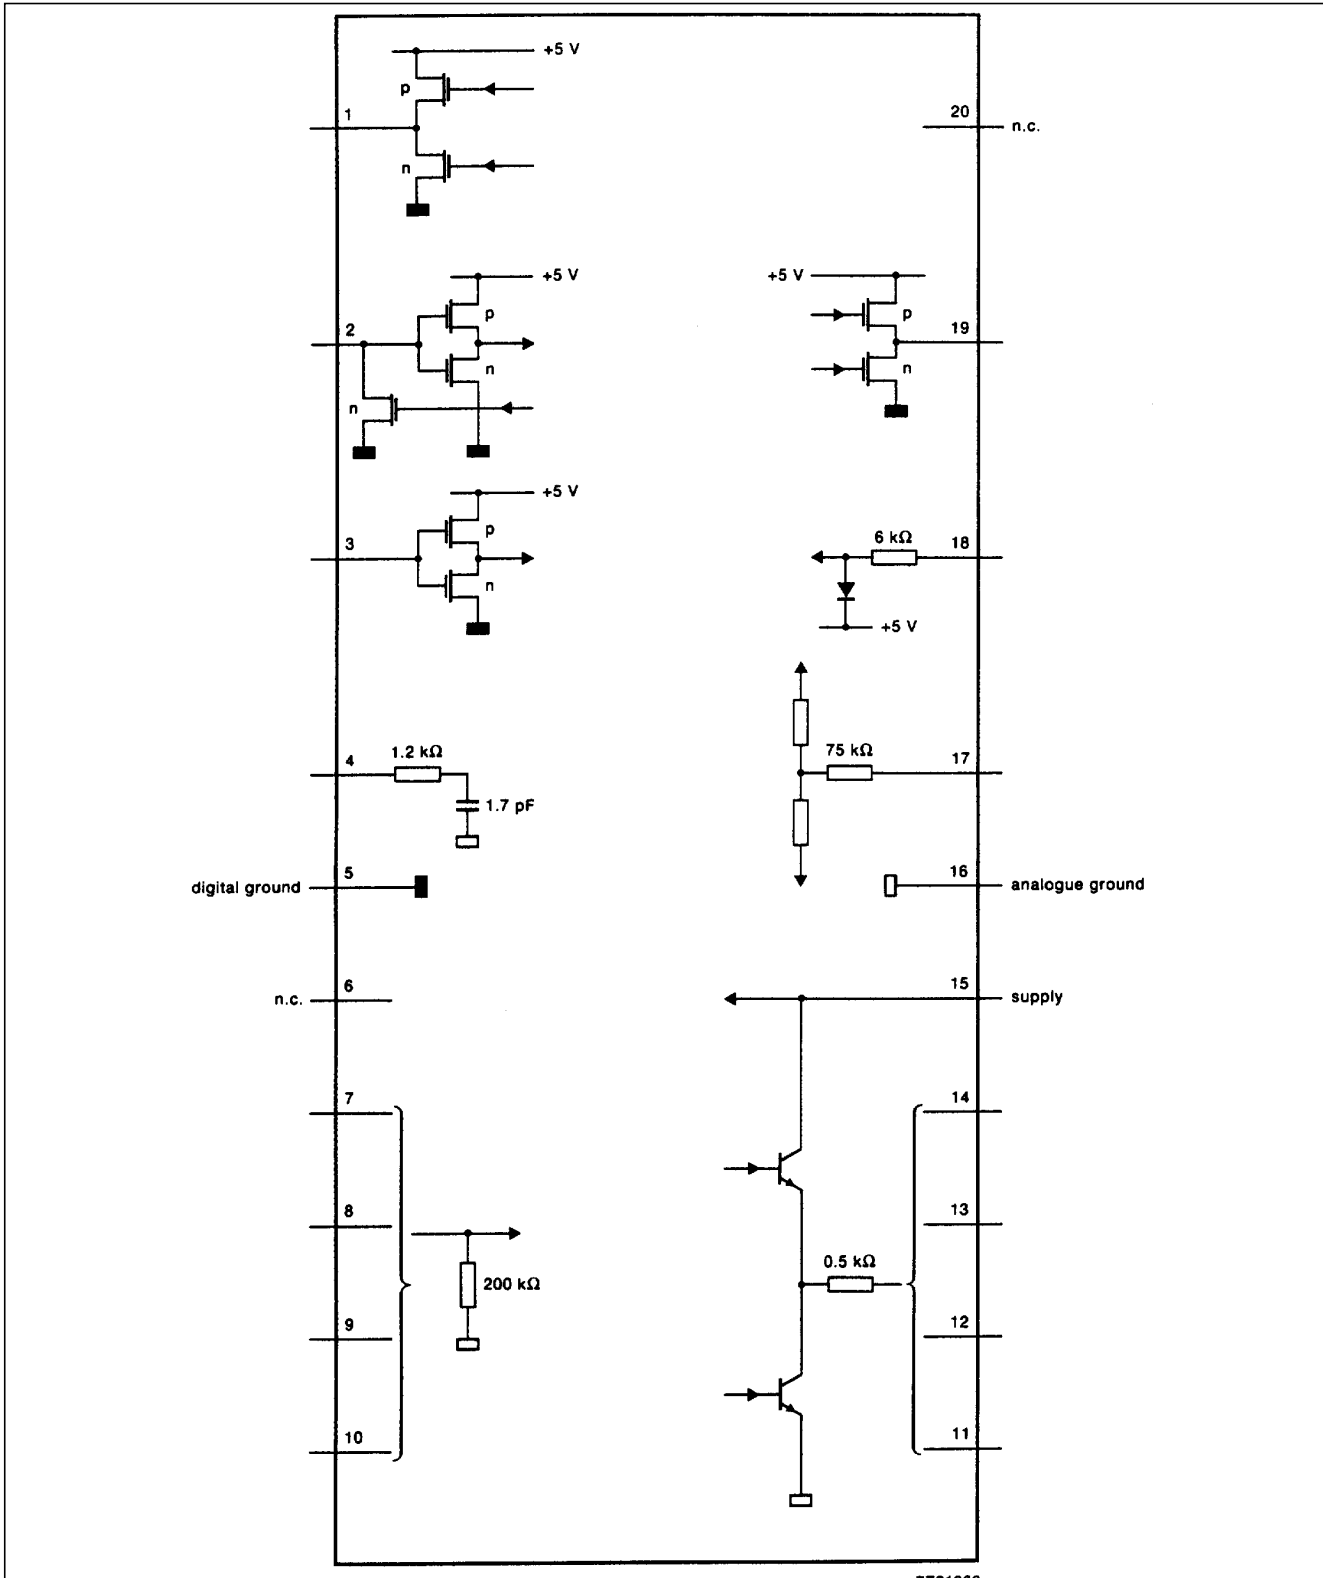 +5 V
p
1
n
20
n.c.
+5 V
p
2
n
n
+5 V
p
19
n
+5 V
p
3
n
6 kΩ
18
+5 V
4
1.2 kΩ
1.7 pF
75 kΩ
17
digital ground
5
16
analogue ground
n.c.
6
15
supply
7
14
8
13
200 kΩ
0.5 kΩ
9
12
10
11